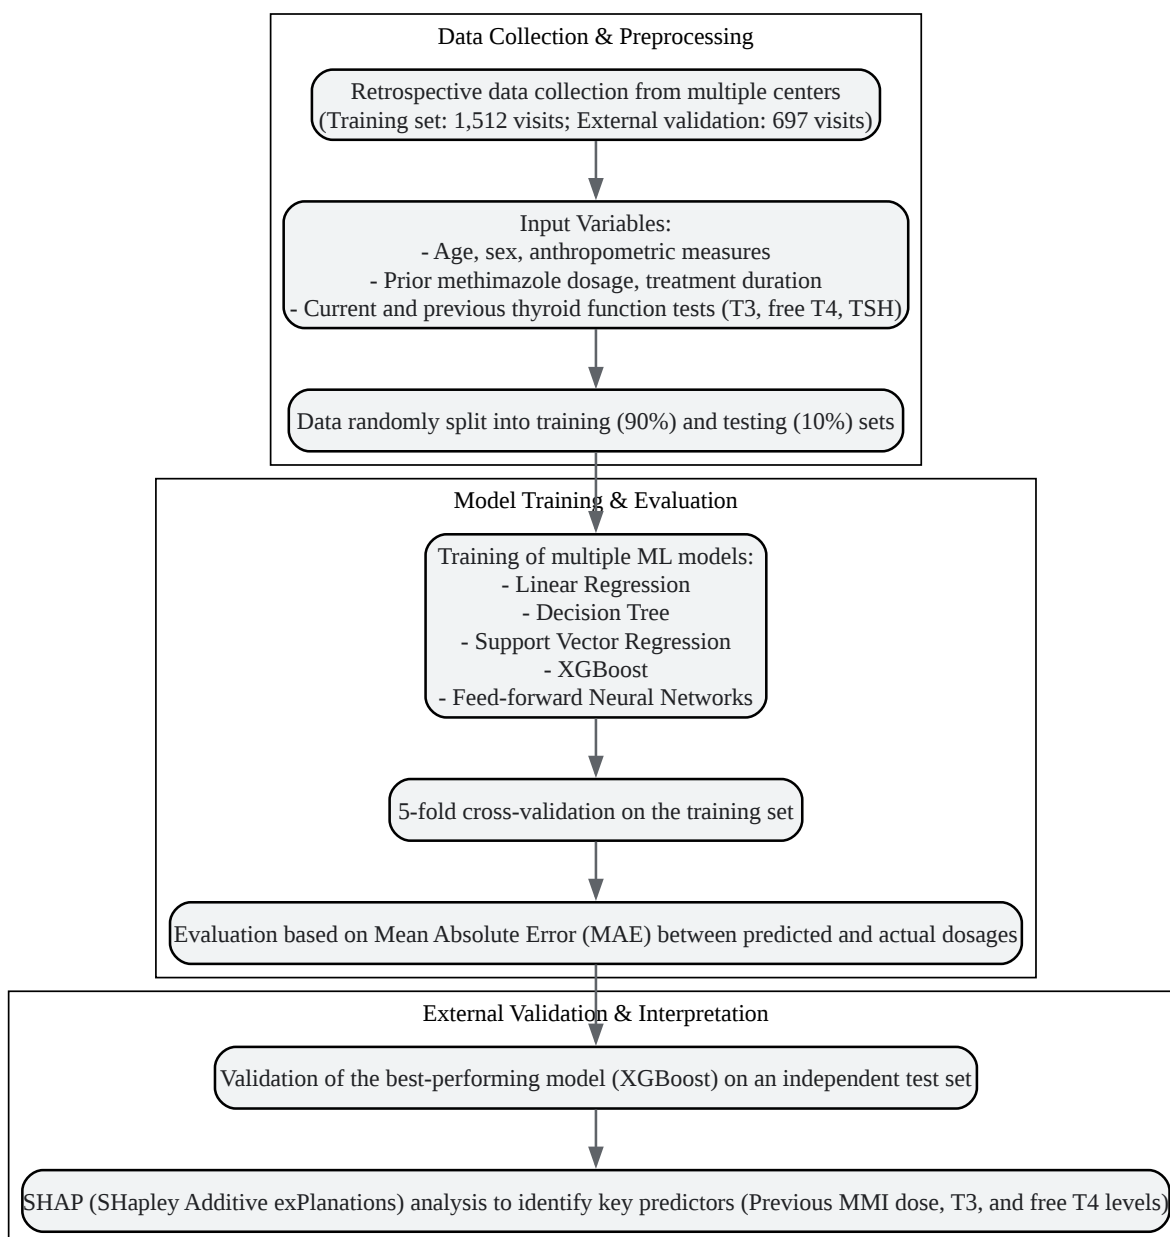 Data Collection & Preprocessing
Retrospective data collection from multiple centers
(Training set: 1,512 visits; External validation: 697 visits)
Input Variables:
- Age, sex, anthropometric measures
- Prior methimazole dosage, treatment duration
- Current and previous thyroid function tests (T3, free T4, TSH)
Data randomly split into training (90%) and testing (10%) sets
Model Training & Evaluation
Training of multiple ML models:
- Linear Regression
- Decision Tree
- Support Vector Regression
- XGBoost
- Feed-forward Neural Networks
5-fold cross-validation on the training set
Evaluation based on Mean Absolute Error (MAE) between predicted and actual dosages
External Validation & Interpretation
Validation of the best-performing model (XGBoost) on an independent test set
SHAP (SHapley Additive exPlanations) analysis to identify key predictors (Previous MMI dose, T3, and free T4 levels)